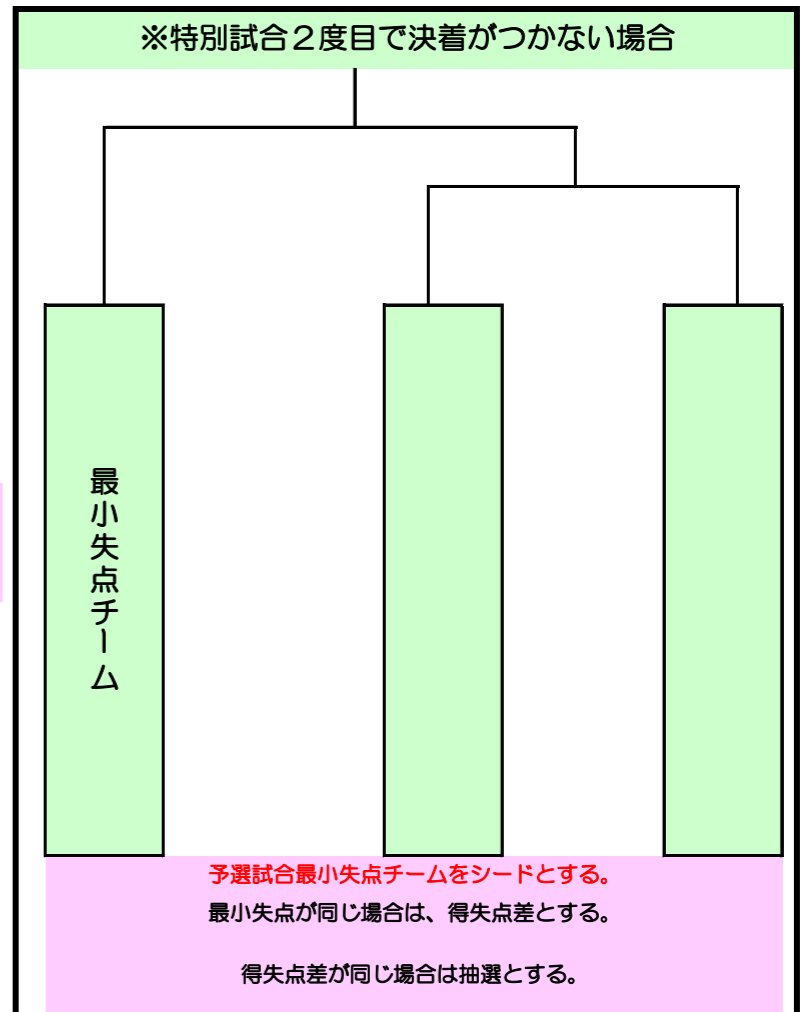 ※特別試合２度目で決着がつかない場合
最小失点チーム
予選試合最小失点チームをシードとする。
最小失点が同じ場合は、得失点差とする。
得失点差が同じ場合は抽選とする。